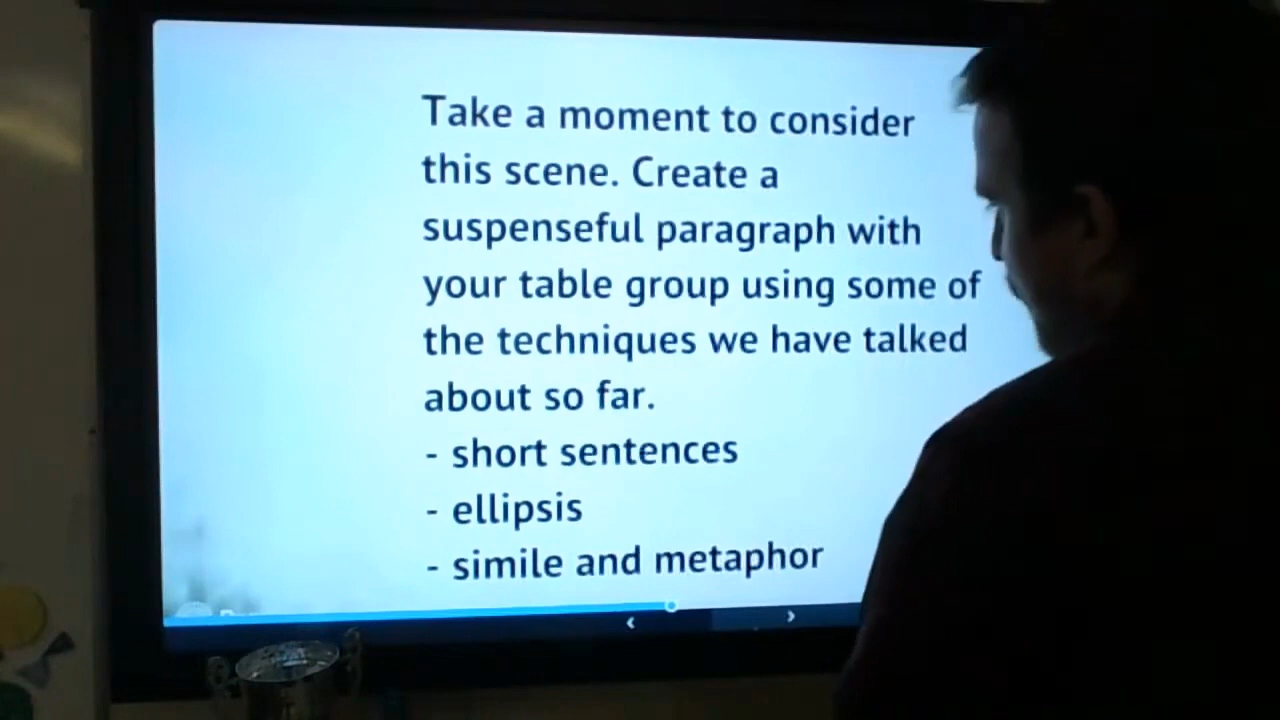 Take a moment to consider
this scene. Create a
suspenseful paragraph with
your table group using some of
the techniques we have talked
about so far.
- short sentences
- ellipsis
- simile and metaphor